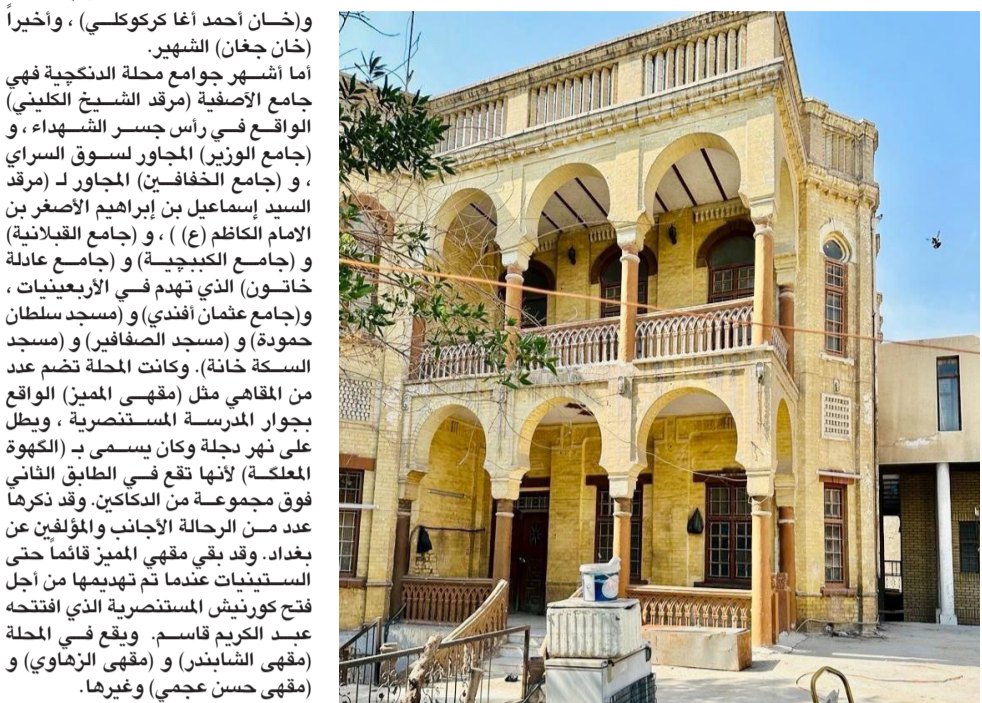 و(خان أحمد أغا كركوكلي) ، وأخيراً
(خان جغان) الشهير.
أما أشهر جوامع محلة الدنگچية فهي
جامع الآصفية (مرقد الشيخ الكليني)
الواقع في رأس جسر الشهداء ، و
(جامع الوزير) المجاور لسوق السراي
، و (جامع الخفافين) المجاور لـ (مرقد
السيد إسماعيل بن إبراهيم الأصغر بن
الامام الكاظم (ع) ) ، و (جامع القبلانية)
و (جامع الكببچية) و (جامع عادلة
خاتون) الذي تهدم في الأربعينيات ،
و(جامع عثمان أفندي) و (مسجد سلطان
حمودة) و (مسجد الصفافير) و (مسجد
السكة خانة). وكانت المحلة تضم عدد
من المقاهي مثل (مقهى المميز) الواقع
بجوار المدرسة المستنصرية ، ويطل
على نهر دجلة وكان يسمى بـ (الگهوة
المعلگة) لأنها تقع في الطابق الثاني
فوق مجموعة من الدكاكين. وقد ذكرها
عدد من الرحالة الأجانب والمؤلفين عن
بغداد. وقد بقي مقهي المميز قائماً حتى
الستينيات عندما تم تهديمها من أجل
فتح كورنيش المستنصرية الذي افتتحه
عبد الكريم قاسم. ويقع في المحلة
(مقهى الشابندر) و (مقهى الزهاوي) و
(مقهى حسن عجمي) وغيرها.